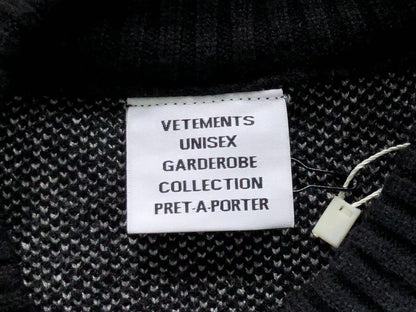 VETEMENTS
UNISEX
GARDEROBE
COLLECTION
PRET-A-PORTER